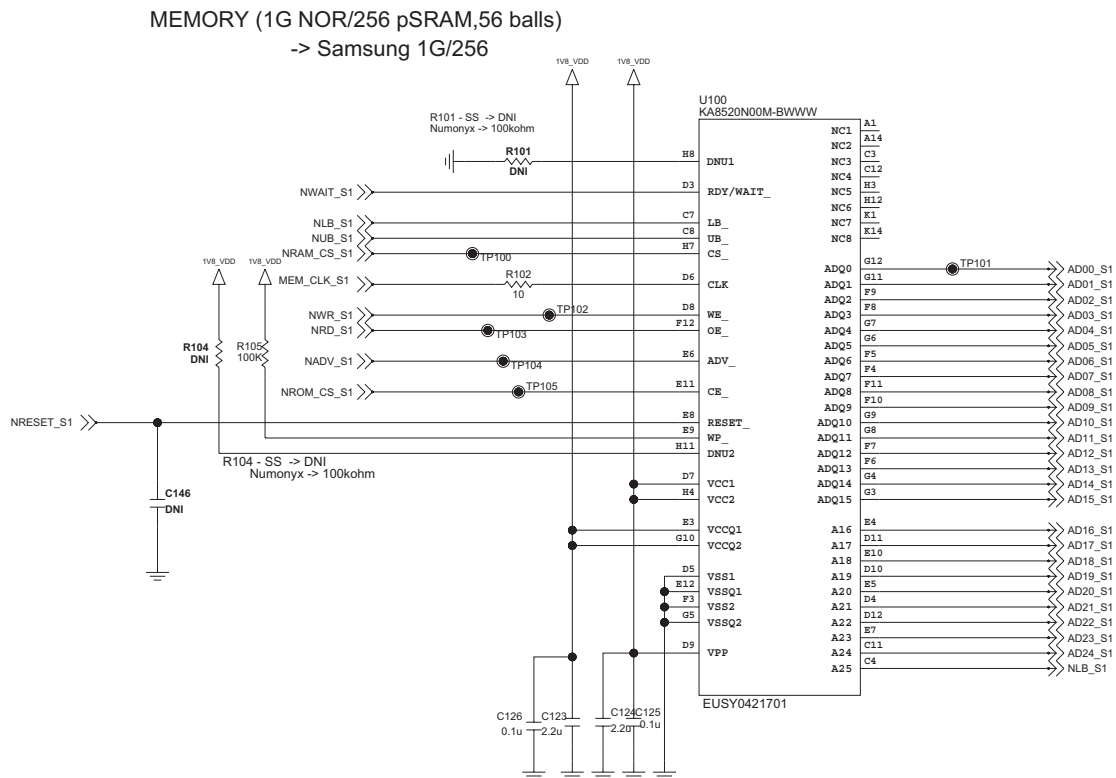 MEMORY (1G NOR/256 pSRAM,56 balls)
-> Samsung 1G/256
1V8_VDD
1V8_VDD
U100
KA8520N00M-BWWW
R101 - SS -> DNI
Numonyx -> 100kohm
R101
DNI
H8 DNU1
NWAIT_S1 D3 RDY/WAIT_
NLB_S1 C7 LB_
NUB_S1 C8 UB_
NRAM_CS_S1 TP100 H7 CS_
1V8_VDD 1V8_VDD
MEM_CLK_S1 R102 10 D6 CLK
NWR_S1 TP102 D8 WE_
NRD_S1 TP103 F12 OE_
R104
DNI
R105
100K
NADV_S1 TP104 E6 ADV_
NROM_CS_S1 TP105 E11 CE_
NRESET_S1 E8 RESET_
E9 WP_
H11 DNU2
R104 - SS -> DNI
Numonyx -> 100kohm
C146
DNI
D7 VCC1
H4 VCC2
E3 VCCQ1
G10 VCCQ2
D5 VSS1
E12 VSSQ1
F3 VSS2
G5 VSSQ2
D9 VPP
NC1 A1
NC2 A14
NC3 C3
NC4 C12
NC5 H3
NC6 H12
NC7 K1
NC8 K14
ADQ0 G12 TP101 AD00_S1
ADQ1 G11 AD01_S1
ADQ2 F9 AD02_S1
ADQ3 F8 AD03_S1
ADQ4 G7 AD04_S1
ADQ5 G6 AD05_S1
ADQ6 F5 AD06_S1
ADQ7 F4 AD07_S1
ADQ8 F11 AD08_S1
ADQ9 F10 AD09_S1
ADQ10 G9 AD10_S1
ADQ11 G8 AD11_S1
ADQ12 F7 AD12_S1
ADQ13 F6 AD13_S1
ADQ14 G4 AD14_S1
ADQ15 G3 AD15_S1
A16 E4 AD16_S1
A17 D11 AD17_S1
A18 E10 AD18_S1
A19 D10 AD19_S1
A20 E5 AD20_S1
A21 D4 AD21_S1
A22 D12 AD22_S1
A23 E7 AD23_S1
A24 C11 AD24_S1
A25 C4 NLB_S1
EUSY0421701
C126
0.1u
C123
2.2u
C124
2.2u
C125
0.1u